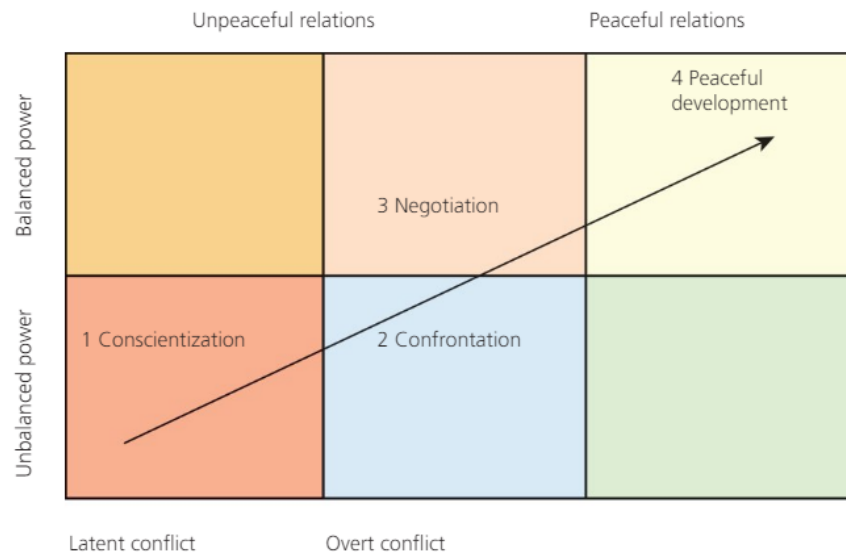 Unpeaceful relations
Peaceful relations
Balanced power
4 Peaceful
development
3 Negotiation
Unbalanced power
1 Conscientization
2 Confrontation
Latent conflict
Overt conflict